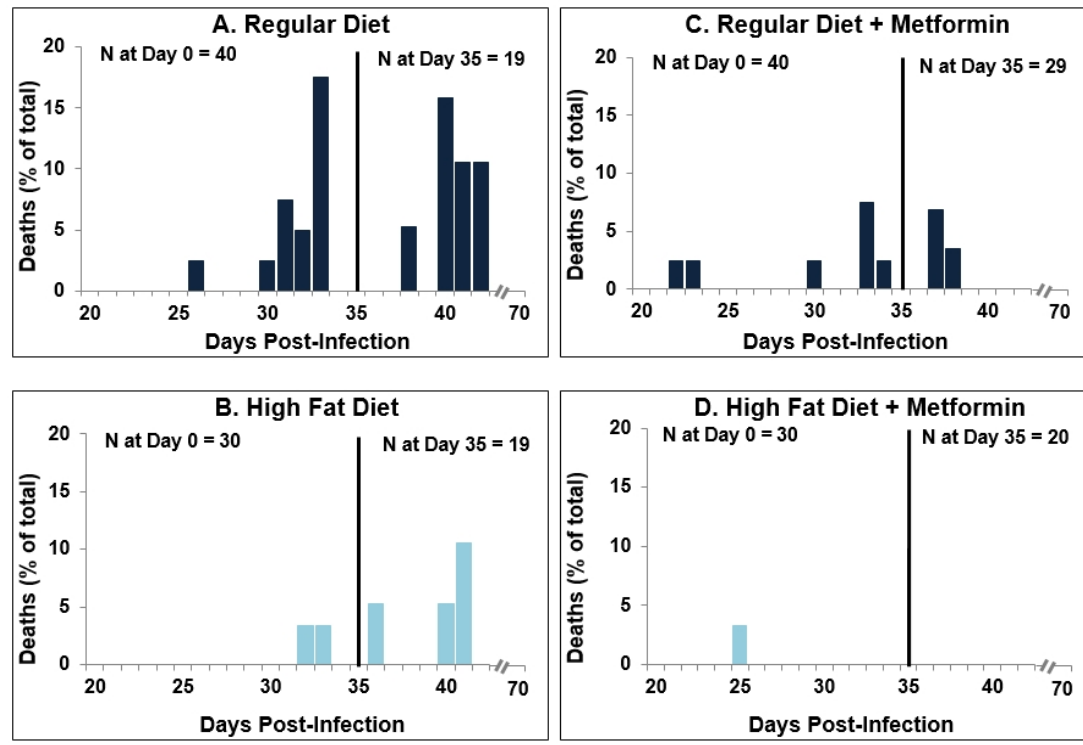 A. Regular Diet
N at Day 0 = 40
N at Day 35 = 19
Deaths (% of total)
20
15
10
5
0
20 25 30 35 40 70
Days Post-Infection
C. Regular Diet + Metformin
N at Day 0 = 40
N at Day 35 = 29
Deaths (% of total)
20
15
10
5
0
20 25 30 35 40 70
Days Post-Infection
B. High Fat Diet
N at Day 0 = 30
N at Day 35 = 19
Deaths (% of total)
20
15
10
5
0
20 25 30 35 40 70
Days Post-Infection
D. High Fat Diet + Metformin
N at Day 0 = 30
N at Day 35 = 20
Deaths (% of total)
20
15
10
5
0
20 25 30 35 40 70
Days Post-Infection